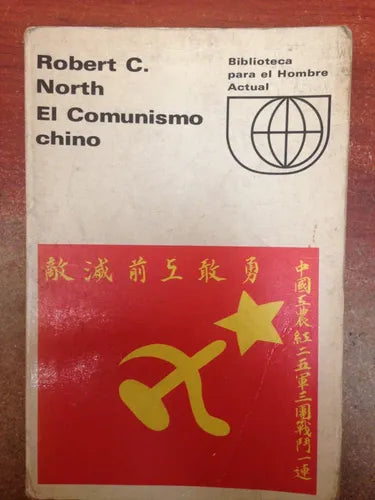 Robert C.
North
El Comunismo
chino
Biblioteca
para el Hombre
Actual
勇敢上前滅敵
中國工農紅二五軍三團戰鬥一連